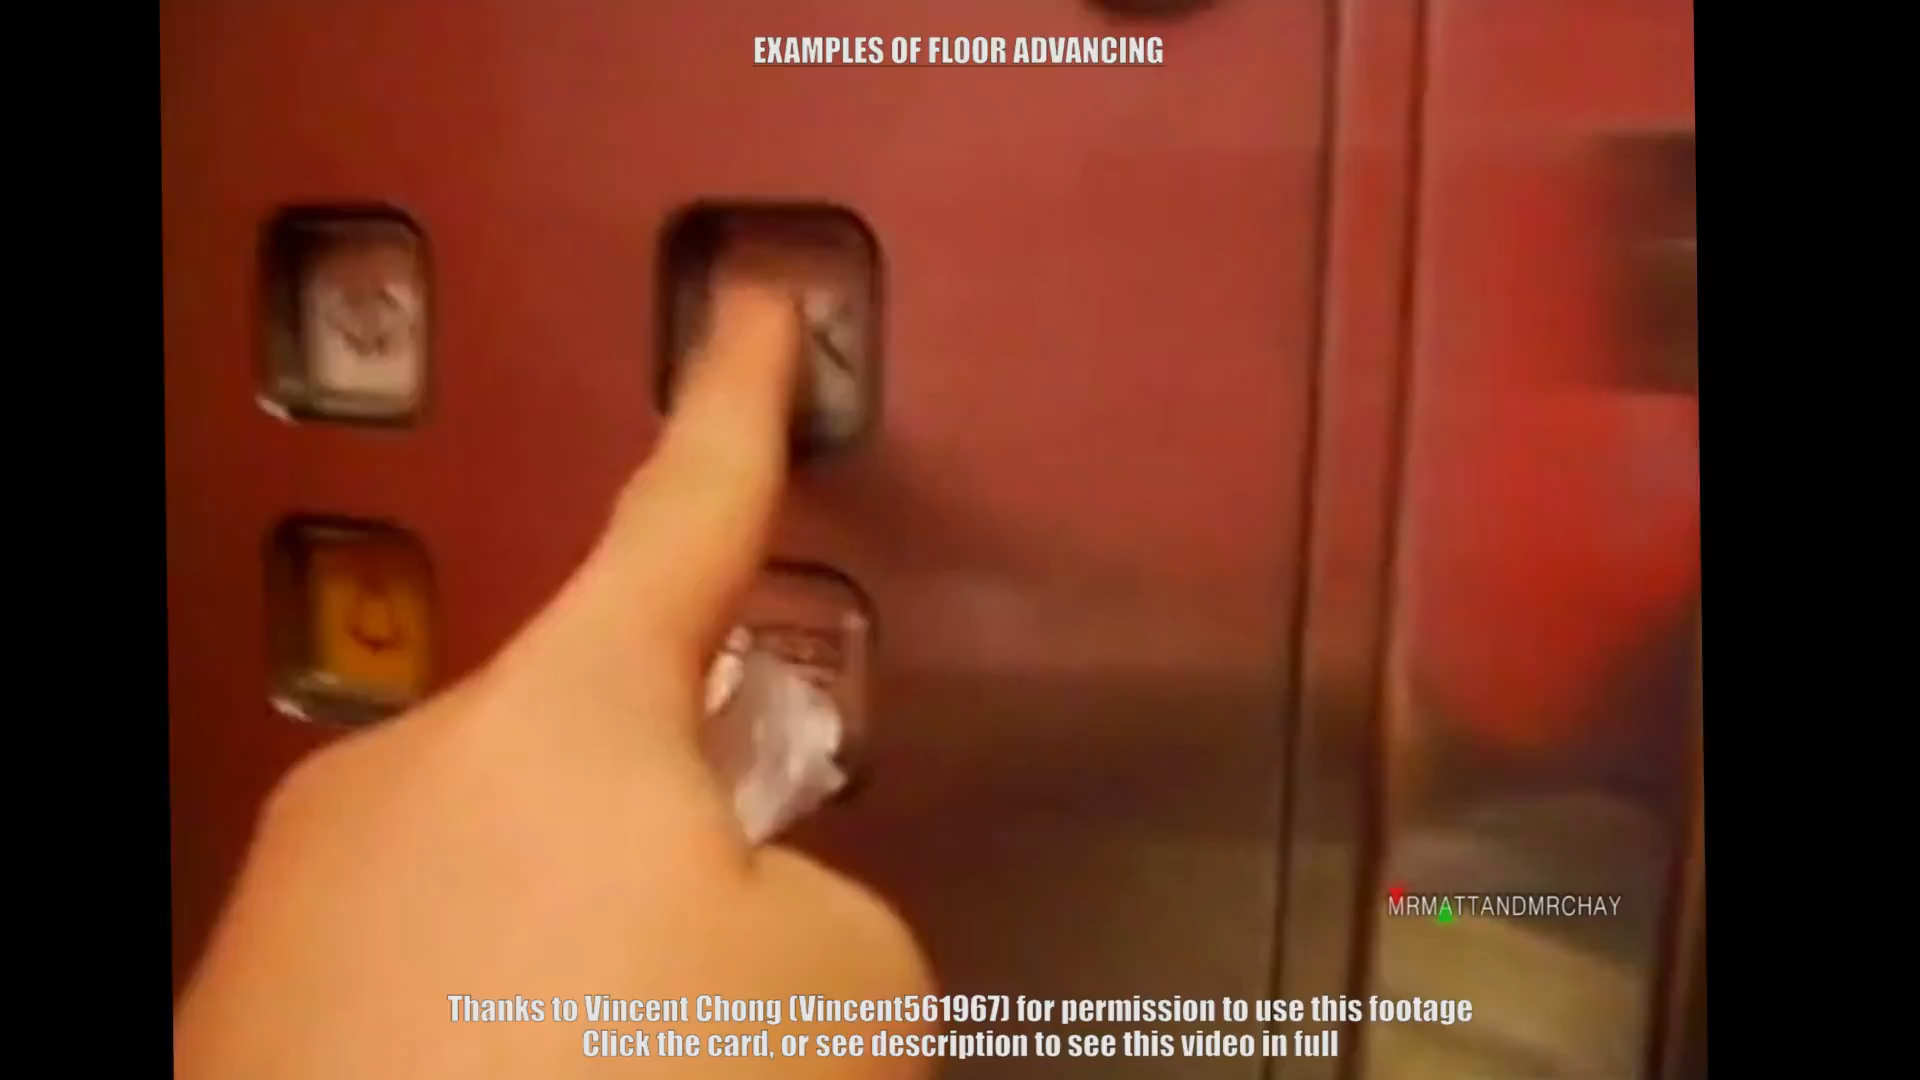 EXAMPLES OF FLOOR ADVANCING
MRMATTANDMRCHAY
Thanks to Vincent Chong (Vincent561967) for permission to use this footage
Click the card, or see description to see this video in full